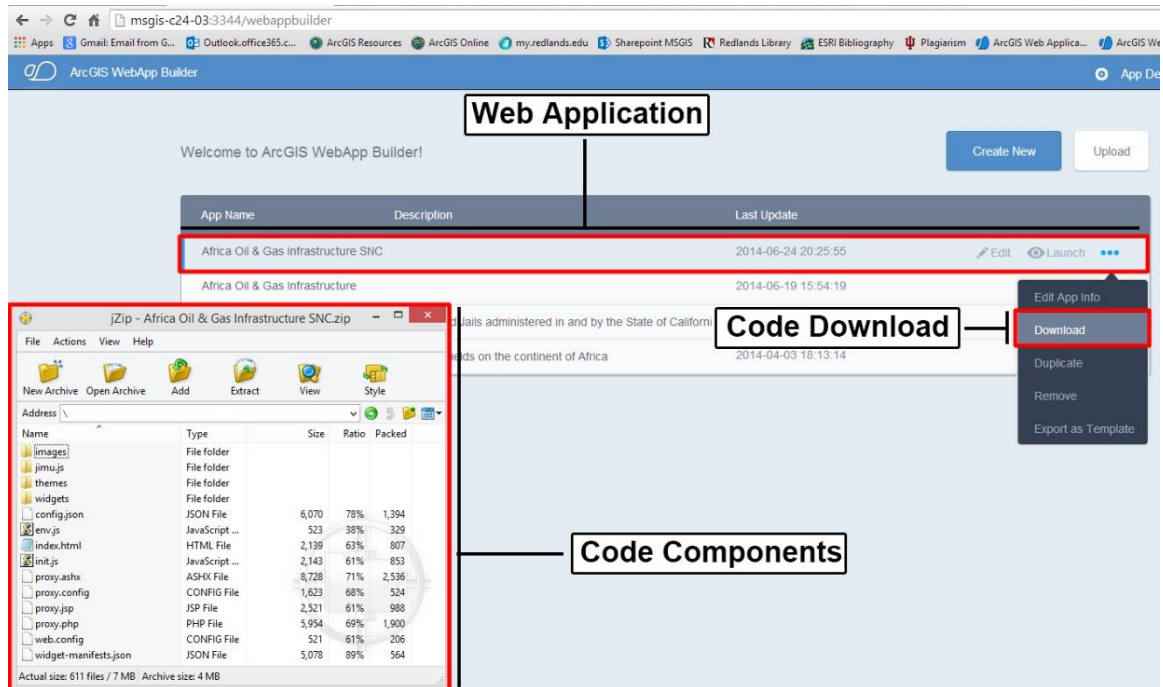 msgis-c24-03:3344/webappbuilder
Apps Gmail: Email from G... Outlook.office365.c... ArcGIS Resources ArcGIS Online my.redlands.edu Sharepoint MSGIS Redlands Library ESRI Bibliography Plagiarism ArcGIS Web Applica... ArcGIS We
ArcGIS WebApp Builder App De
Web Application
Welcome to ArcGIS WebApp Builder! Create New Upload
App Name Description Last Update
Africa Oil & Gas Infrastructure SNC 2014-06-24 20:25:55 Edit Launch
Africa Oil & Gas Infrastructure 2014-06-19 15:54:19
Edit App Info
Jails administered in and by the State of Californi
Code Download
Download
elds on the continent of Africa 2014-04-03 18:13:14
Duplicate
Remove
Export as Template
jZip - Africa Oil & Gas Infrastructure SNC.zip
File Actions View Help
New Archive Open Archive Add Extract View Style
Address \
Name Type Size Ratio Packed
images File folder
jimu.js File folder
themes File folder
widgets File folder
config.json JSON File 6,070 78% 1,394
env.js JavaScript ... 523 38% 329
index.html HTML File 2,139 63% 807
init.js JavaScript ... 2,143 61% 853
proxy.ashx ASHX File 8,728 71% 2,536
proxy.config CONFIG File 1,623 68% 524
proxy.jsp JSP File 2,521 61% 988
proxy.php PHP File 5,954 69% 1,900
web.config CONFIG File 521 61% 206
widget-manifests.json JSON File 5,078 89% 564
Actual size: 611 files / 7 MB Archive size: 4 MB
Code Components